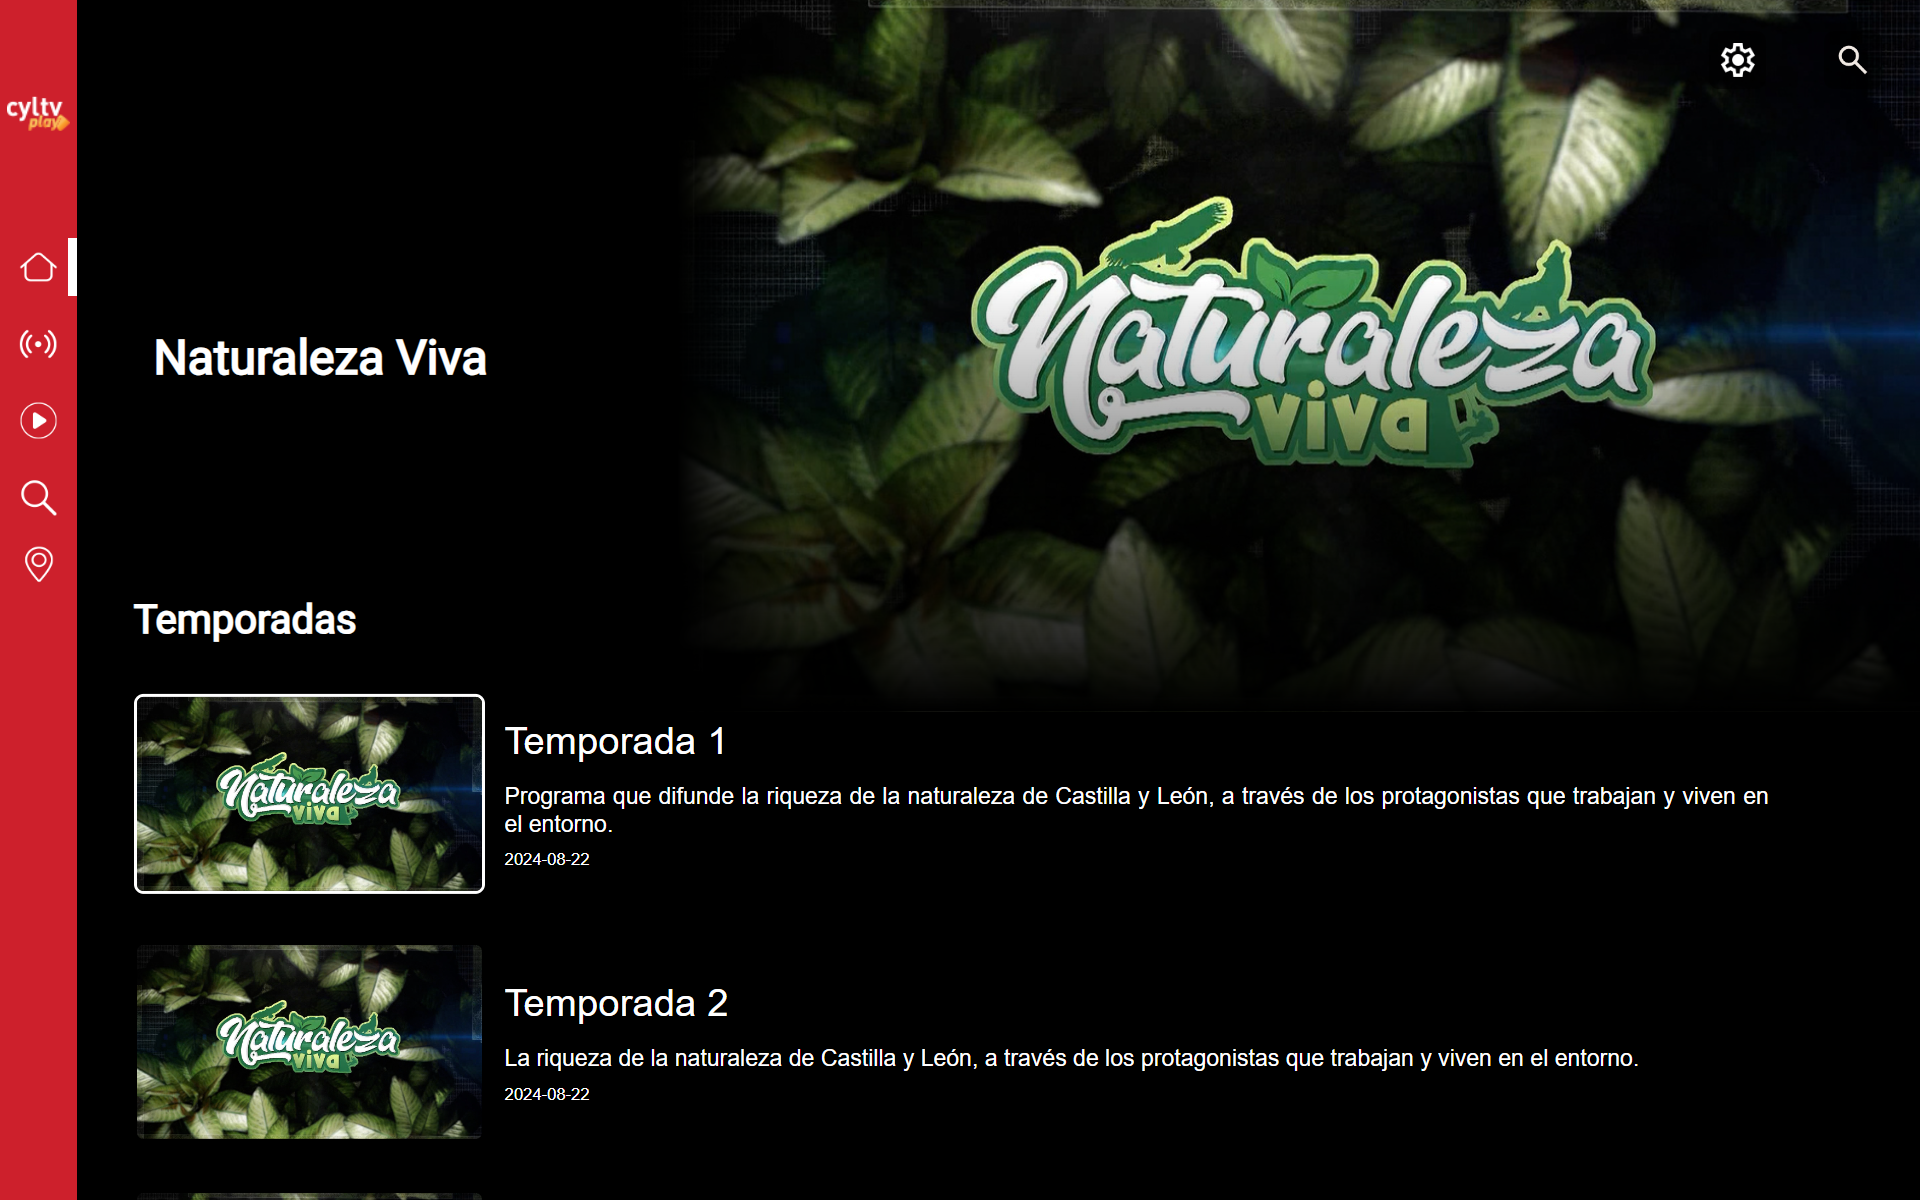 cyltv
play
Naturaleza
viva
Naturaleza Viva
Temporadas
Naturaleza
viva
Temporada 1
Programa que difunde la riqueza de la naturaleza de Castilla y León, a través de los protagonistas que trabajan y viven en
el entorno.
2024-08-22
Naturaleza
viva
Temporada 2
La riqueza de la naturaleza de Castilla y León, a través de los protagonistas que trabajan y viven en el entorno.
2024-08-22